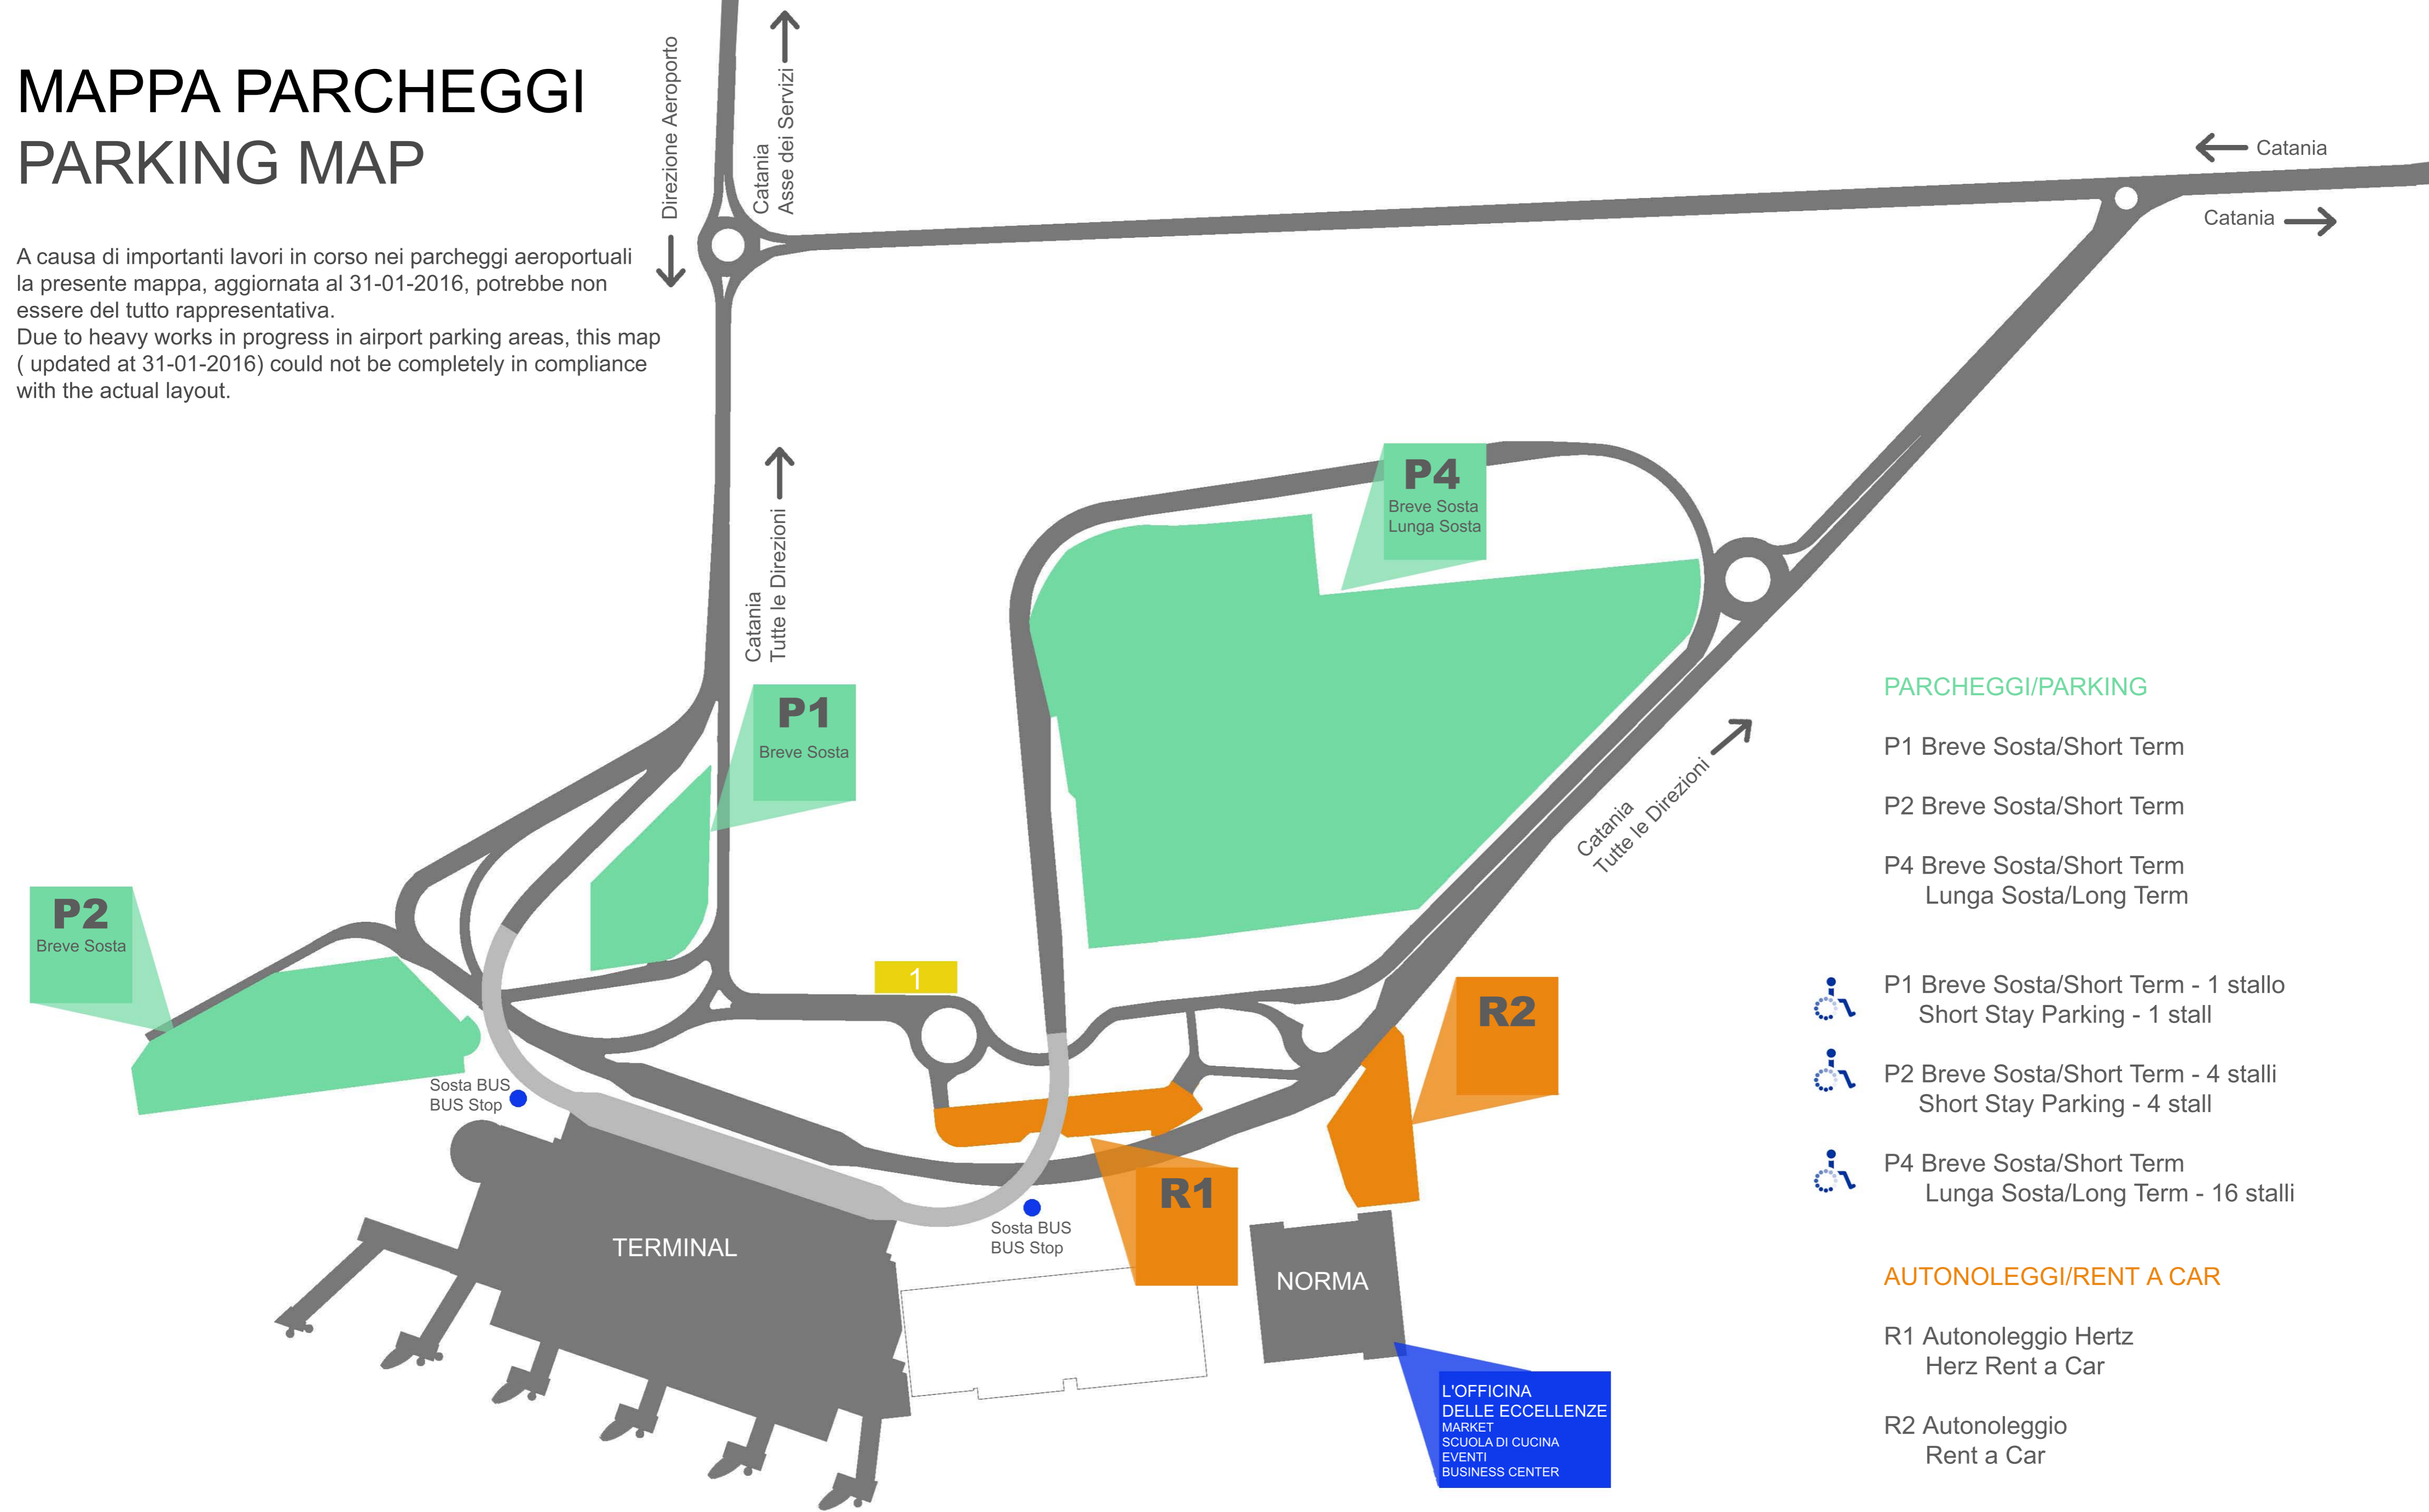 MAPPA PARCHEGGI
PARKING MAP
A causa di importanti lavori in corso nei parcheggi aeroportuali
la presente mappa, aggiornata al 31-01-2016, potrebbe non
essere del tutto rappresentativa.
Due to heavy works in progress in airport parking areas, this map
( updated at 31-01-2016) could not be completely in compliance
with the actual layout.
Direzione Aeroporto
Catania
Asse dei Servizi
Catania
Catania
Catania
Tutte le Direzioni
P4
Breve Sosta
Lunga Sosta
P1
Breve Sosta
Catania
Tutte le Direzioni
P2
Breve Sosta
1
R2
Sosta BUS
BUS Stop
R1
Sosta BUS
BUS Stop
TERMINAL
NORMA
L'OFFICINA
DELLE ECCELLENZE
MARKET
SCUOLA DI CUCINA
EVENTI
BUSINESS CENTER
PARCHEGGI/PARKING
P1 Breve Sosta/Short Term
P2 Breve Sosta/Short Term
P4 Breve Sosta/Short Term
Lunga Sosta/Long Term
P1 Breve Sosta/Short Term - 1 stallo
Short Stay Parking - 1 stall
P2 Breve Sosta/Short Term - 4 stalli
Short Stay Parking - 4 stall
P4 Breve Sosta/Short Term
Lunga Sosta/Long Term - 16 stalli
AUTONOLEGGI/RENT A CAR
R1 Autonoleggio Hertz
Herz Rent a Car
R2 Autonoleggio
Rent a Car